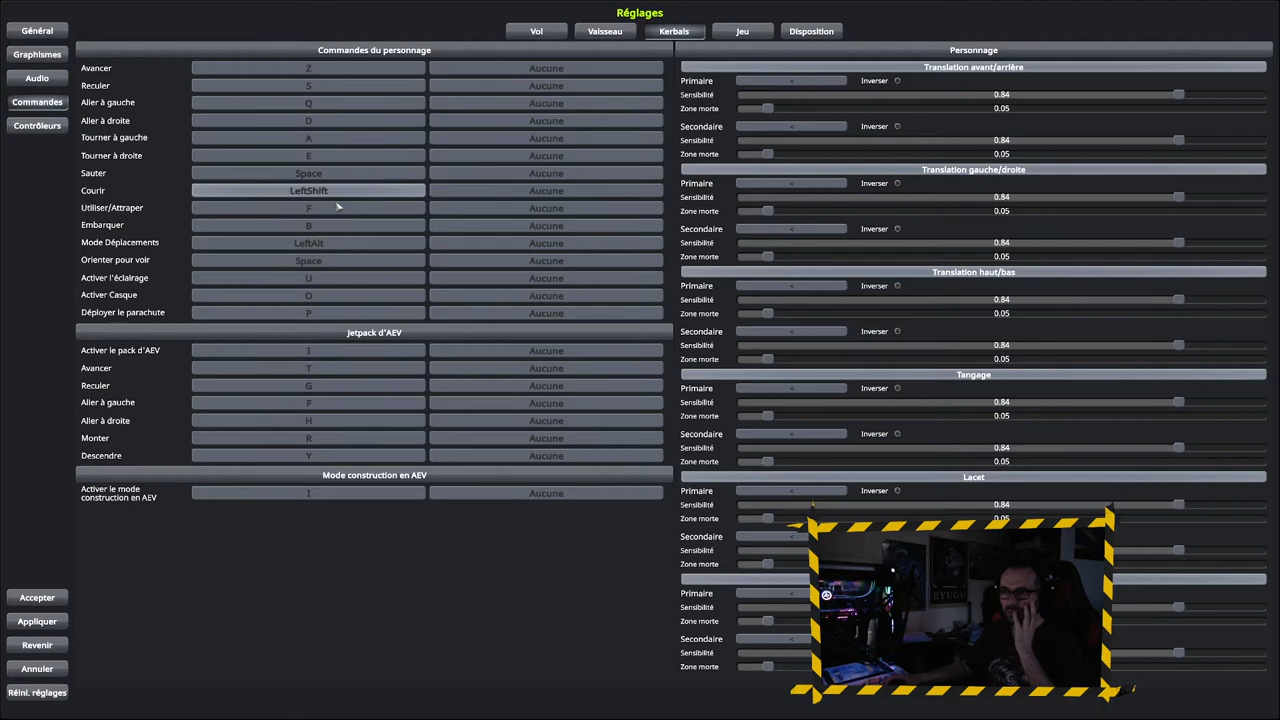 Réglages
Général
Graphismes
Audio
Commandes
Contrôleurs
Vol
Vaisseau
Kerbals
Jeu
Disposition
Commandes du personnage
Avancer Z Aucune
Reculer S Aucune
Aller à gauche Q Aucune
Aller à droite D Aucune
Tourner à gauche A Aucune
Tourner à droite E Aucune
Sauter Space Aucune
Courir LeftShift Aucune
Utiliser/Attraper F Aucune
Embarquer B Aucune
Mode Déplacements LeftAlt Aucune
Orienter pour voir Space Aucune
Activer l'éclairage U Aucune
Activer Casque O Aucune
Déployer le parachute P Aucune
Jetpack d'AEV
Activer le pack d'AEV I Aucune
Avancer T Aucune
Reculer G Aucune
Aller à gauche F Aucune
Aller à droite H Aucune
Monter R Aucune
Descendre Y Aucune
Mode construction en AEV
Activer le mode
construction en AEV I Aucune
Personnage
Translation avant/arrière
Primaire < Inverser
Sensibilité 0.84
Zone morte 0.05
Secondaire < Inverser
Sensibilité 0.84
Zone morte 0.05
Translation gauche/droite
Primaire < Inverser
Sensibilité 0.84
Zone morte 0.05
Secondaire < Inverser
Sensibilité 0.84
Zone morte 0.05
Translation haut/bas
Primaire < Inverser
Sensibilité 0.84
Zone morte 0.05
Secondaire < Inverser
Sensibilité 0.84
Zone morte 0.05
Tangage
Primaire < Inverser
Sensibilité 0.84
Zone morte 0.05
Secondaire < Inverser
Sensibilité 0.84
Zone morte 0.05
Lacet
Primaire < Inverser
Sensibilité 0.84
Zone morte 0.05
Secondaire <
Sensibilité
Zone morte
Primaire <
Sensibilité
Zone morte
Secondaire <
Sensibilité
Zone morte
RYUGU
Accepter
Appliquer
Revenir
Annuler
Réini. réglages